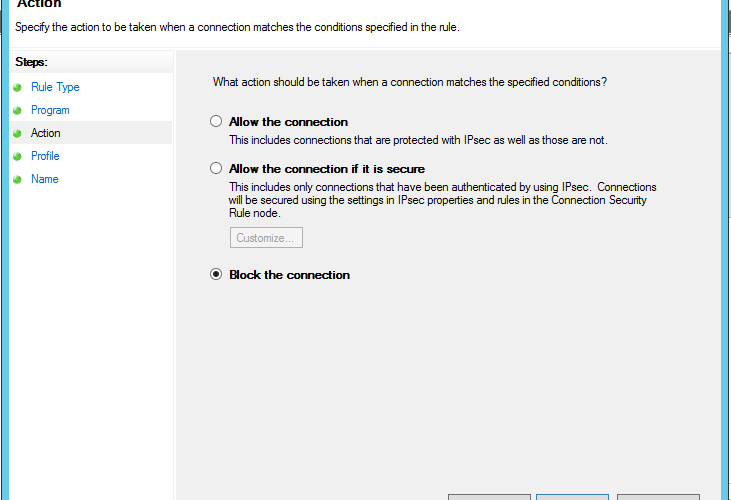 Action
Specify the action to be taken when a connection matches the conditions specified in the rule.
Steps:
Rule Type
Program
Action
Profile
Name
What action should be taken when a connection matches the specified conditions?
Allow the connection
This includes connections that are protected with IPsec as well as those are not.
Allow the connection if it is secure
This includes only connections that have been authenticated by using IPsec. Connections
will be secured using the settings in IPsec properties and rules in the Connection Security
Rule node.
Customize...
Block the connection